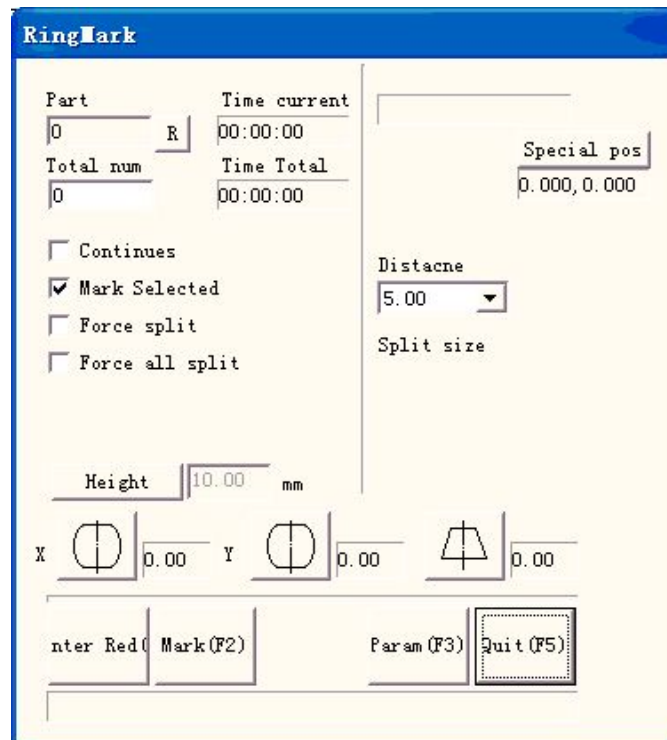 RingMark
Part
Time current
0
R
00:00:00
Total num
Time Total
0
00:00:00
Special pos
0.000,0.000
Continues
Mark Selected
Force split
Force all split
Distacne
5.00
Split size
Height
10.00
mm
X
0.00
Y
0.00
0.00
nter Red(
Mark(F2)
Param(F3)
Quit(F5)